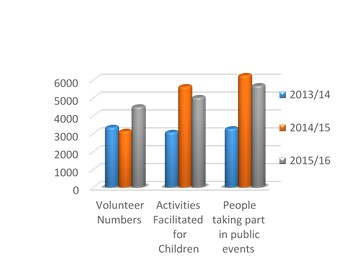 6000
5000
4000
3000
2000
1000
0
Volunteer
Numbers
Activities
Facilitated
for
Children
People
taking part
in public
events
2013/14
2014/15
2015/16